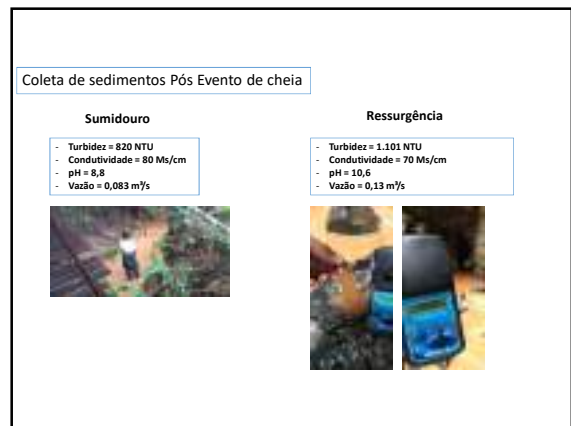 Coleta de sedimentos Pós Evento de cheia
Sumidouro
- Turbidez = 820 NTU
- Condutividade = 80 Ms/cm
- pH = 8,8
- Vazão = 0,083 m³/s
Ressurgência
- Turbidez = 1.101 NTU
- Condutividade = 70 Ms/cm
- pH = 10,6
- Vazão = 0,13 m³/s